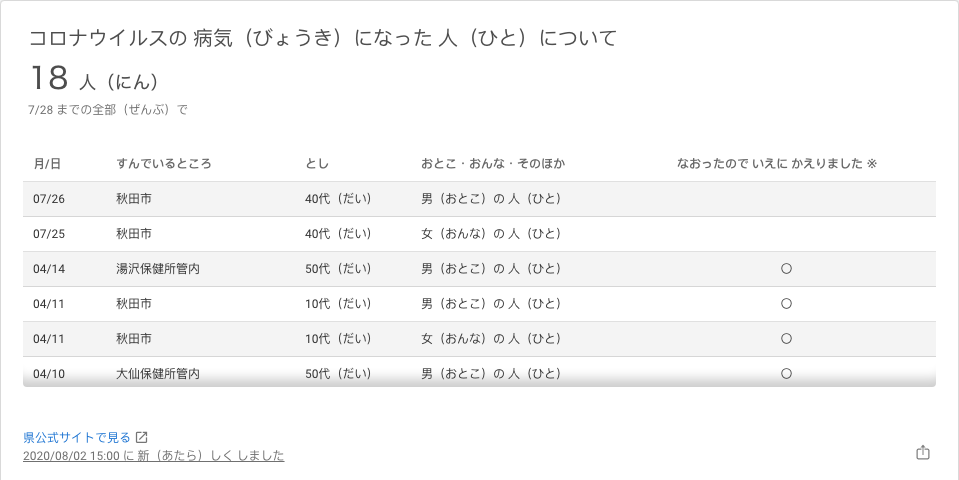 コロナウイルスの 病気（びょうき）になった 人（ひと）について
18 人（にん）
7/28 までの全部（ぜんぶ）で
月/日 すんでいるところ とし おとこ・おんな・そのほか なおったので いえに かえりました ※
07/26 秋田市 40代（だい） 男（おとこ）の 人（ひと）
07/25 秋田市 40代（だい） 女（おんな）の 人（ひと）
04/14 湯沢保健所管内 50代（だい） 男（おとこ）の 人（ひと） ○
04/11 秋田市 10代（だい） 男（おとこ）の 人（ひと） ○
04/11 秋田市 10代（だい） 女（おんな）の 人（ひと） ○
04/10 大仙保健所管内 50代（だい） 男（おとこ）の 人（ひと） ○
県公式サイトで見る
2020/08/02 15:00 に 新（あたら）しく しました